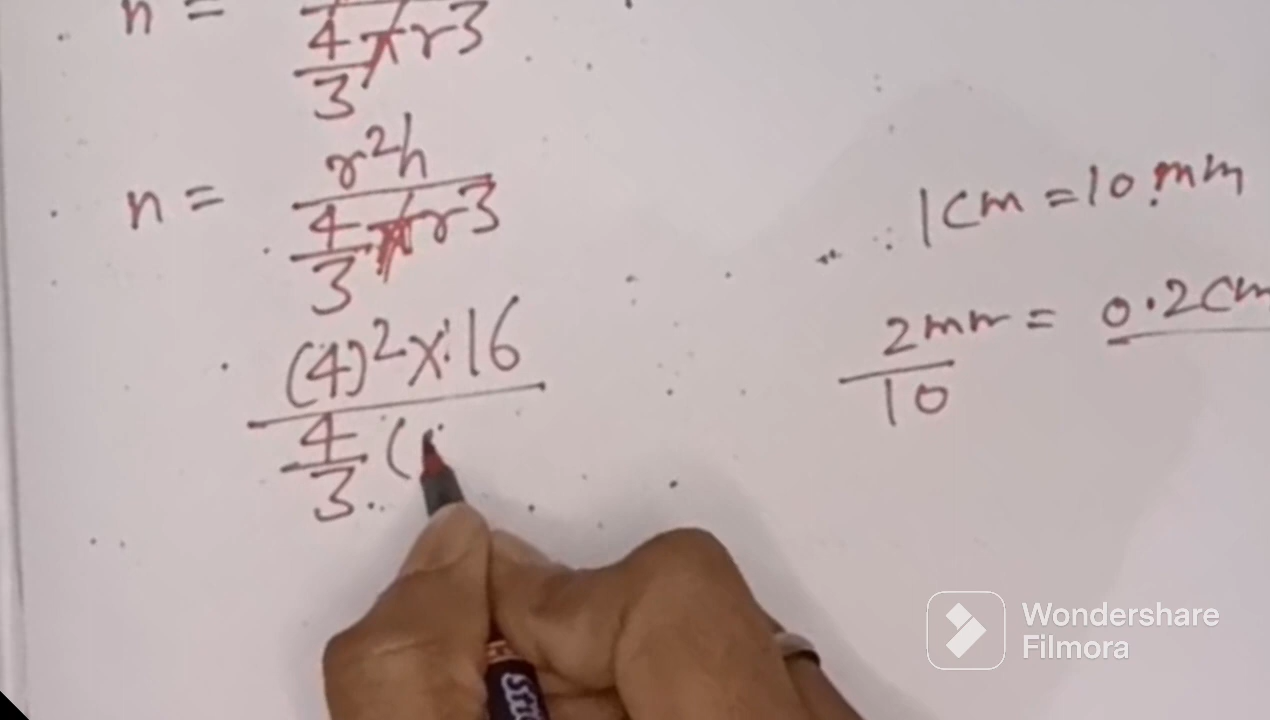 n =
4/3 πr3
n = r2h
4/3 πr3
(4)2×16
4/3 (
1cm = 10 mm
2mm = 0.2cm
10
Wondershare
Filmora